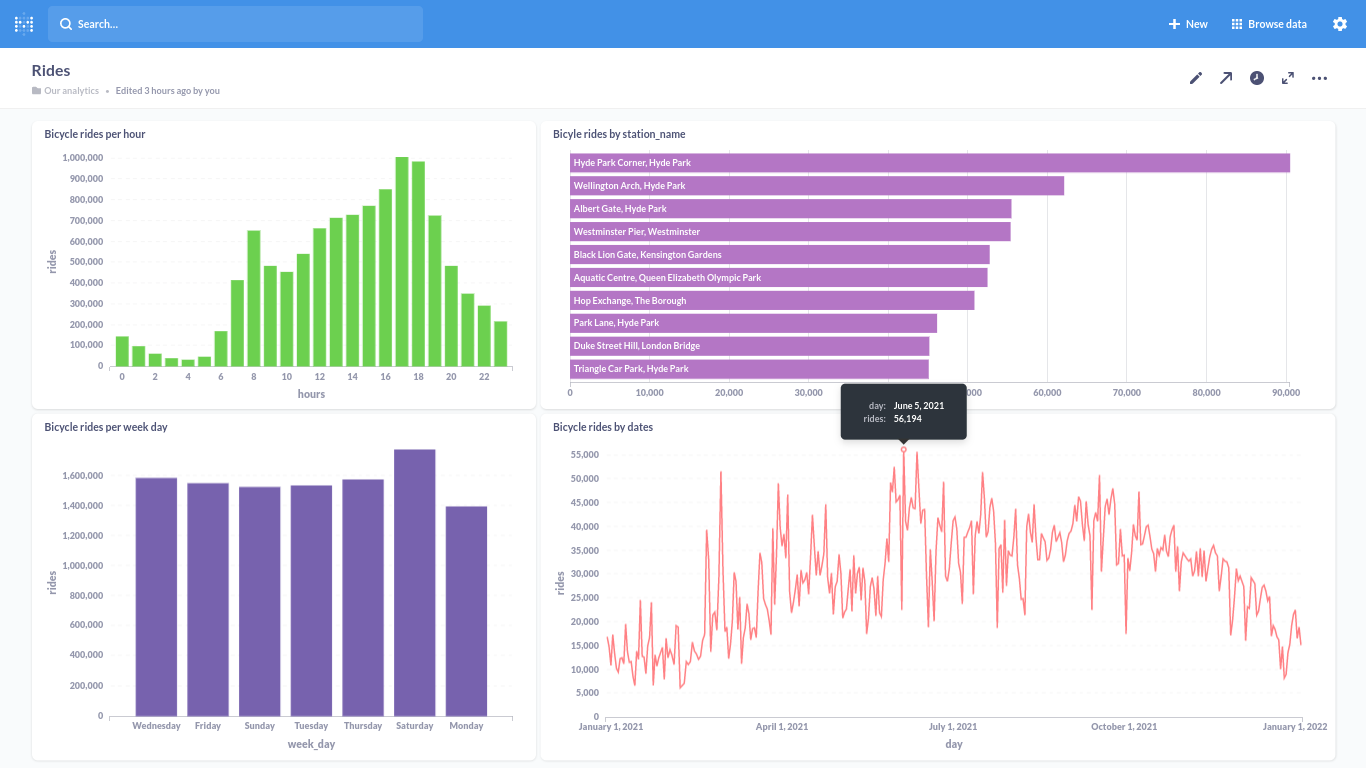 Search...
New
Browse data
Rides
Our analytics • Edited 3 hours ago by you
Bicycle rides per hour
1,000,000
900,000
800,000
700,000
600,000
500,000
400,000
300,000
200,000
100,000
0
rides
0 2 4 6 8 10 12 14 16 18 20 22
hours
Bicyle rides by station_name
Hyde Park Corner, Hyde Park
Wellington Arch, Hyde Park
Albert Gate, Hyde Park
Westminster Pier, Westminster
Black Lion Gate, Kensington Gardens
Aquatic Centre, Queen Elizabeth Olympic Park
Hop Exchange, The Borough
Park Lane, Hyde Park
Duke Street Hill, London Bridge
Triangle Car Park, Hyde Park
0 10,000 20,000 30,000 60,000 70,000 80,000 90,000
Bicycle rides per week day
1,600,000
1,400,000
1,200,000
1,000,000
800,000
600,000
400,000
200,000
0
rides
Wednesday Friday Sunday Tuesday Thursday Saturday Monday
week_day
Bicycle rides by dates
day: June 5, 2021
rides: 56,194
55,000
50,000
45,000
40,000
35,000
30,000
25,000
20,000
15,000
10,000
5,000
0
rides
January 1, 2021 April 1, 2021 July 1, 2021 October 1, 2021 January 1, 2022
day